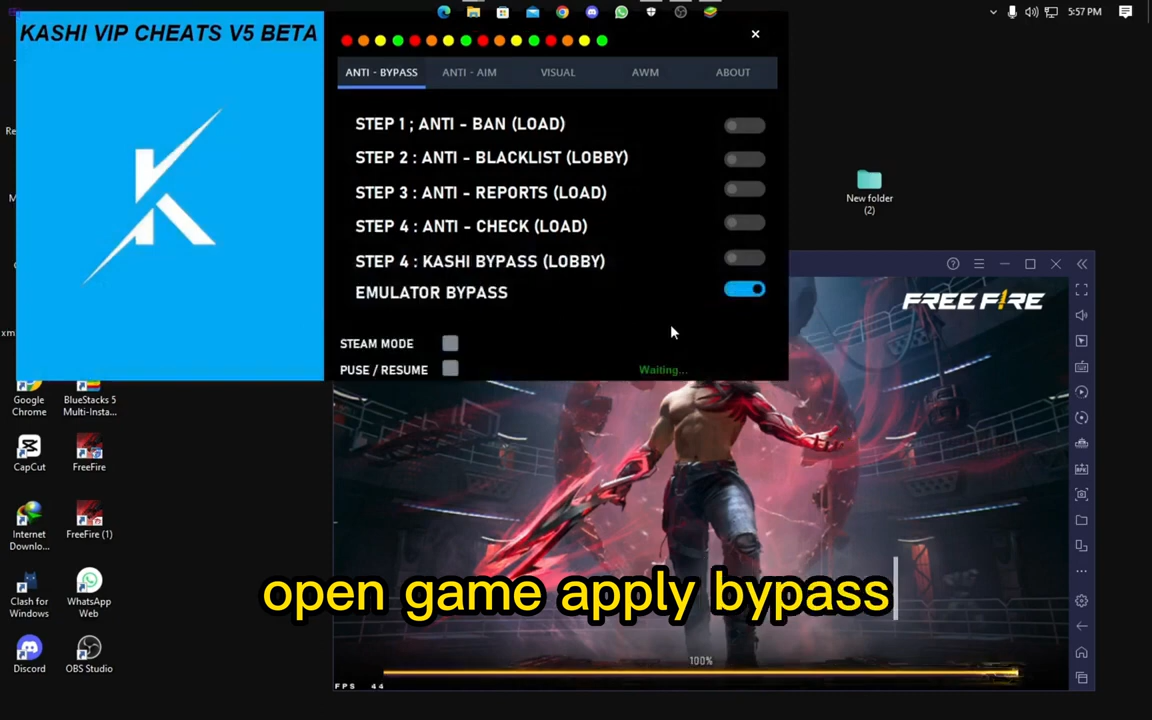 5:57 PM
KASHI VIP CHEATS V5 BETA
ANTI - BYPASS
ANTI - AIM
VISUAL
AWM
ABOUT
STEP 1 ; ANTI - BAN (LOAD)
STEP 2 : ANTI - BLACKLIST (LOBBY)
STEP 3 : ANTI - REPORTS (LOAD)
STEP 4 : ANTI - CHECK (LOAD)
STEP 4 : KASHI BYPASS (LOBBY)
EMULATOR BYPASS
STEAM MODE
PUSE / RESUME
Waiting...
New folder
(2)
FREE FIRE
Google
Chrome
BlueStacks 5
Multi-Insta...
CapCut
FreeFire
Internet
Downlo...
FreeFire (1)
Clash for
Windows
WhatsApp
Web
Discord
OBS Studio
open game apply bypass
100%
FPS 44